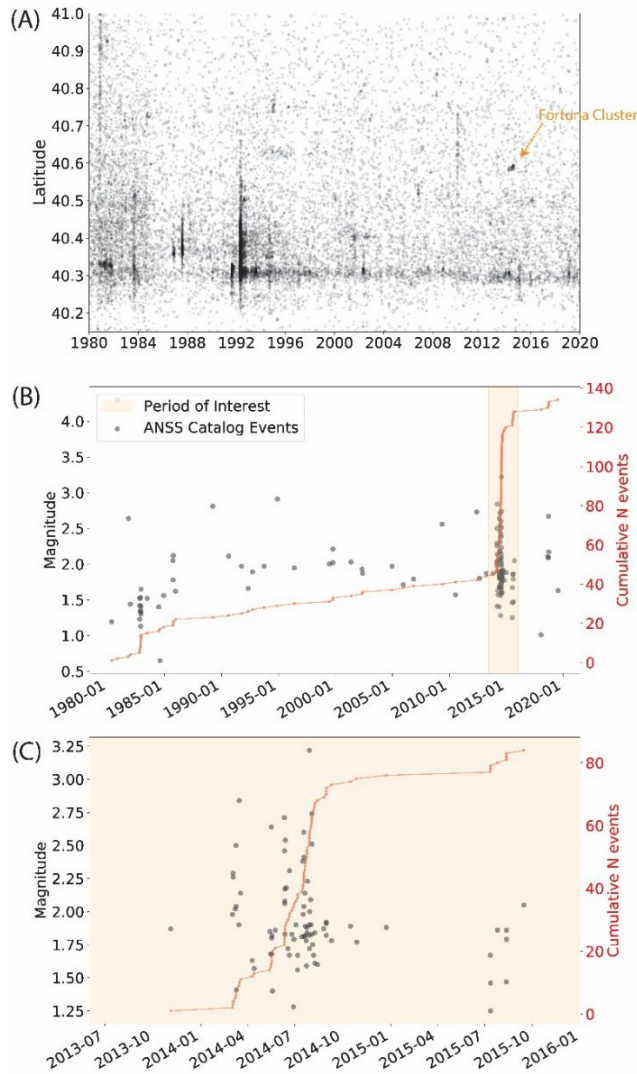 (A)
41.0
40.9
40.8
40.7
40.6
40.5
40.4
40.3
40.2
Latitude
Fortuna Cluster
1980 1984 1988 1992 1996 2000 2004 2008 2012 2016 2020
(B)
4.0
3.5
3.0
2.5
2.0
1.5
1.0
0.5
Magnitude
Period of Interest
ANSS Catalog Events
140
120
100
80
60
40
20
0
Cumulative N events
1980-01 1985-01 1990-01 1995-01 2000-01 2005-01 2010-01 2015-01 2020-01
(C)
3.25
3.00
2.75
2.50
2.25
2.00
1.75
1.50
1.25
Magnitude
80
60
40
20
0
Cumulative N events
2013-07 2013-10 2014-01 2014-04 2014-07 2014-10 2015-01 2015-04 2015-07 2015-10 2016-01